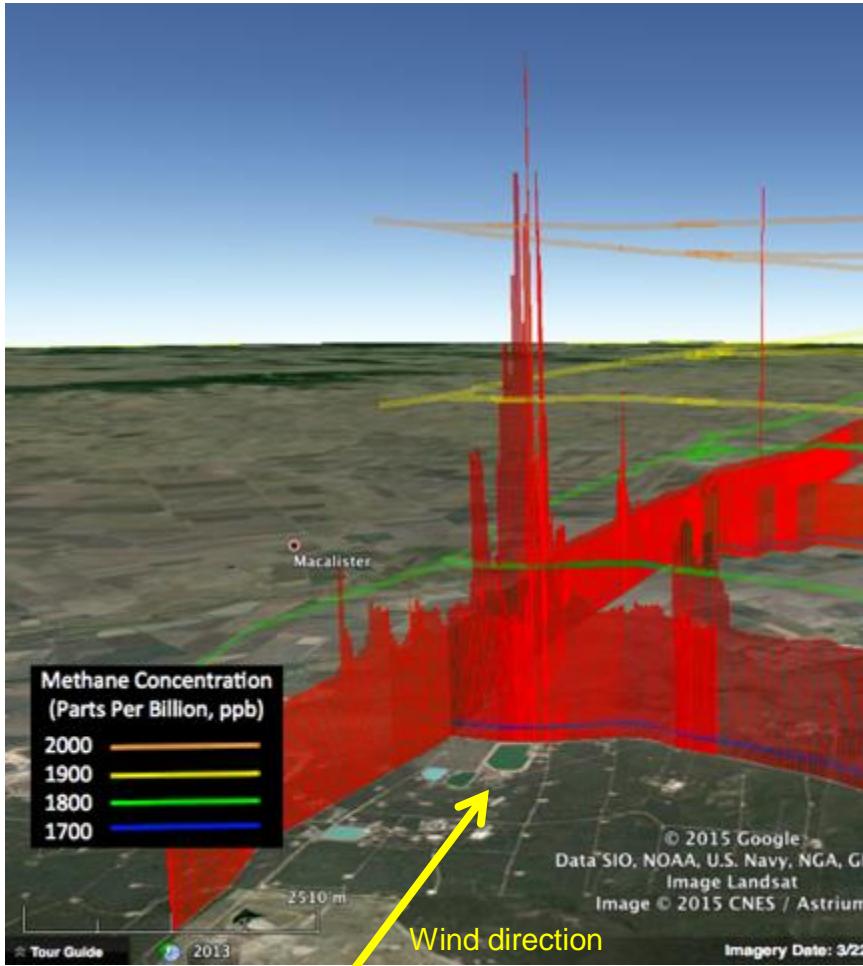 Macalister
Methane Concentration
(Parts Per Billion, ppb)
2000
1900
1800
1700
2510 m
© 2015 Google
Data SIO, NOAA, U.S. Navy, NGA,
Image Landsat
Image © 2015 CNES / Astrium
Wind direction
Tour Guide
2013
Imagery Date: 3/22